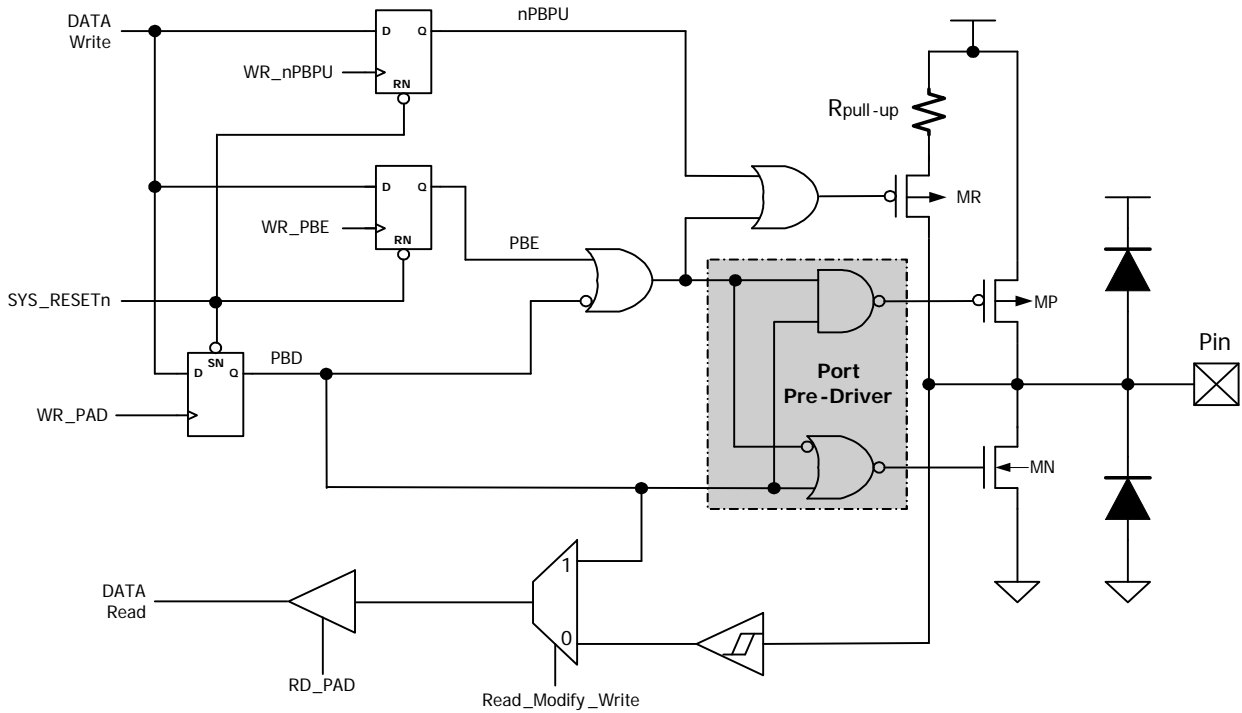 DATA
Write
D
Q
RN
WR_nPBPU
nPBPU
Rpull-up
MR
D
Q
RN
WR_PBE
PBE
SYS_RESETn
MP
Pin
SN
D
Q
PBD
WR_PAD
Port
Pre-Driver
MN
1
0
DATA
Read
RD_PAD
Read_Modify_Write